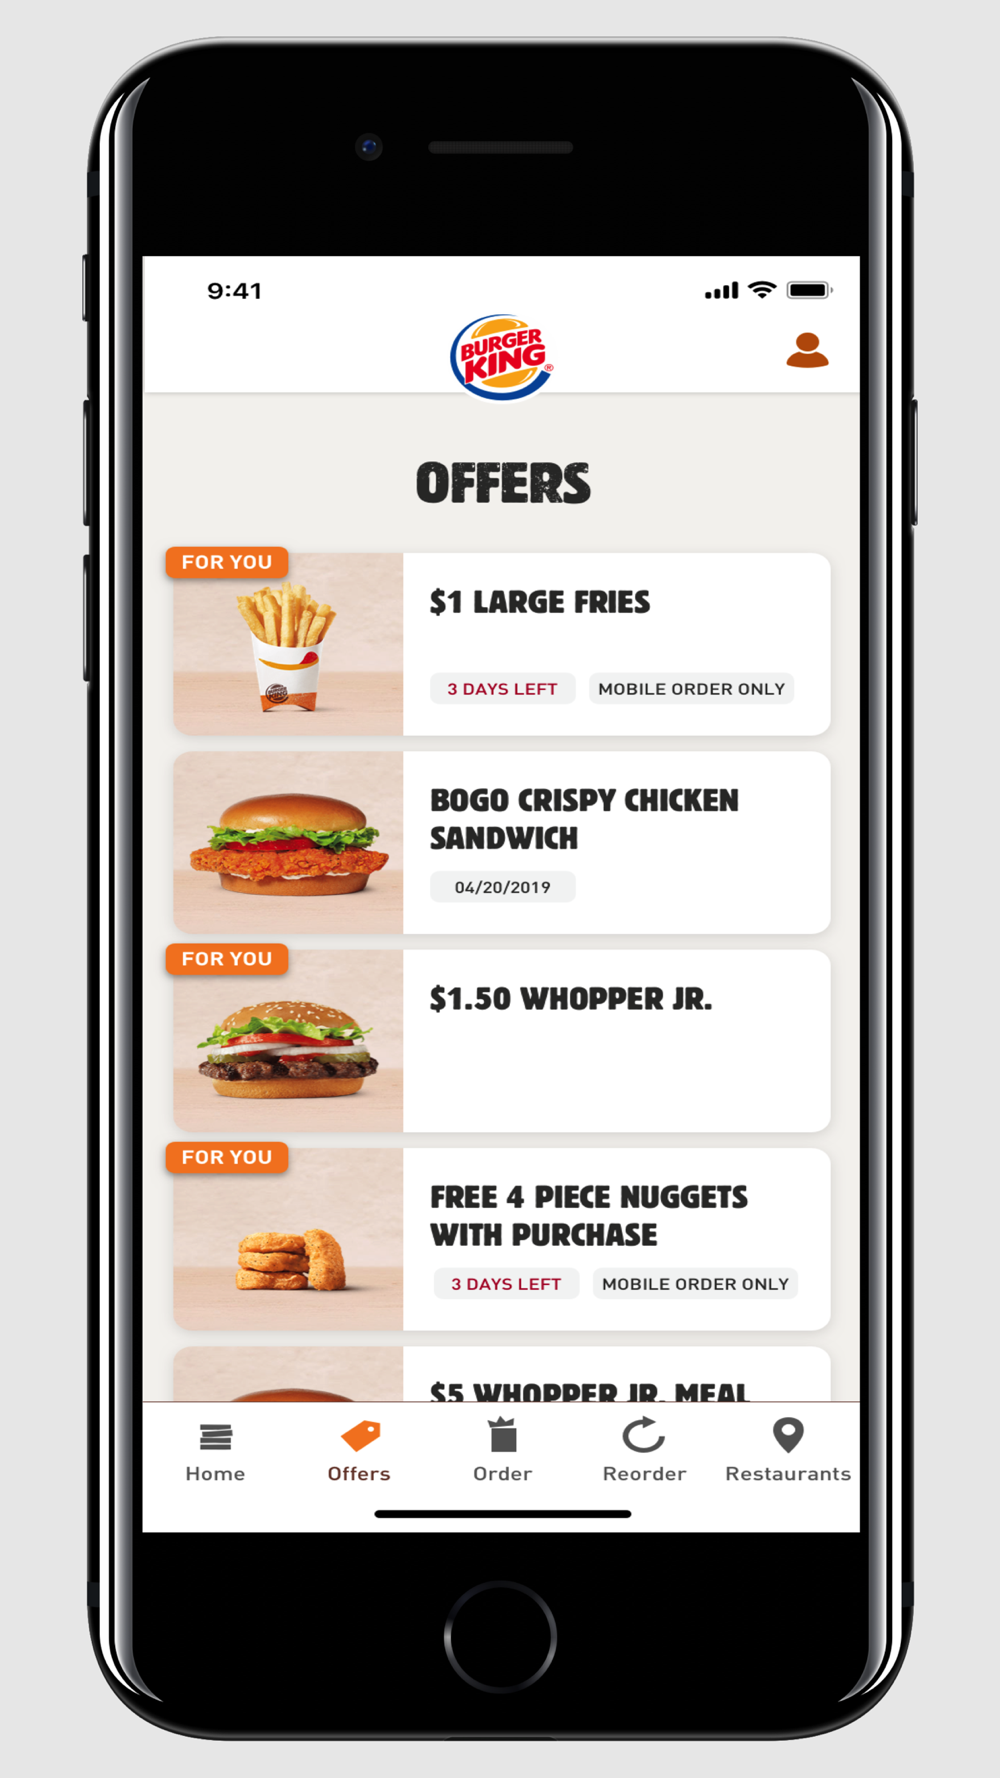 9:41
BURGER
KING®
OFFERS
FOR YOU
$1 LARGE FRIES
3 DAYS LEFT
MOBILE ORDER ONLY
BOGO CRISPY CHICKEN
SANDWICH
04/20/2019
FOR YOU
$1.50 WHOPPER JR.
FOR YOU
FREE 4 PIECE NUGGETS
WITH PURCHASE
3 DAYS LEFT
MOBILE ORDER ONLY
$5 WHOPPER JR. MEAL
Home
Offers
Order
Reorder
Restaurants